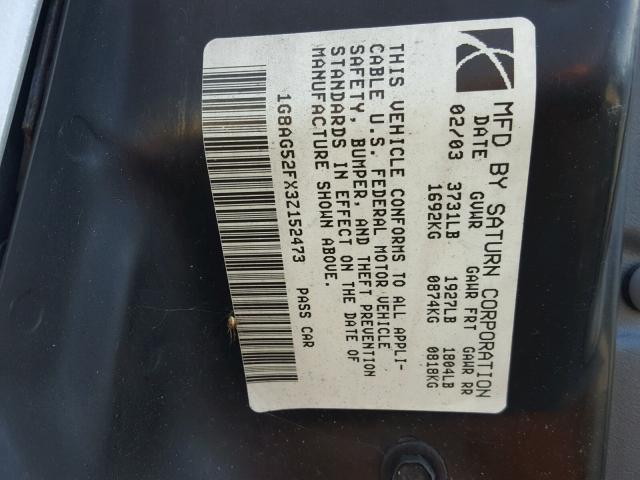 MFD BY SATURN CORPORATION
DATE GVWR GAWR FRT GAWR RR
02/03 3731LB 1927LB 1804LB
1692KG 0874KG 0818KG
THIS VEHICLE CONFORMS TO ALL APPLI-
CABLE U.S. FEDERAL MOTOR VEHICLE
SAFETY, BUMPER, AND THEFT PREVENTION
STANDARDS IN EFFECT ON THE DATE OF
MANUFACTURE SHOWN ABOVE.
1G8AG52FX3Z152473 PASS CAR